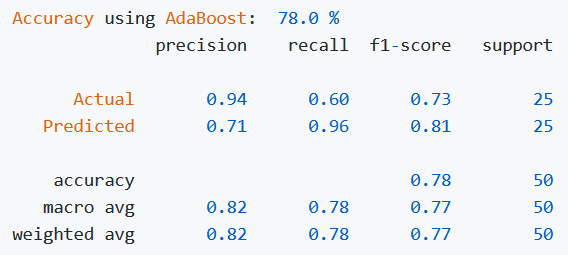 Accuracy using AdaBoost: 78.0 %
precision recall f1-score support
Actual 0.94 0.60 0.73 25
Predicted 0.71 0.96 0.81 25
accuracy 0.78 50
macro avg 0.82 0.78 0.77 50
weighted avg 0.82 0.78 0.77 50